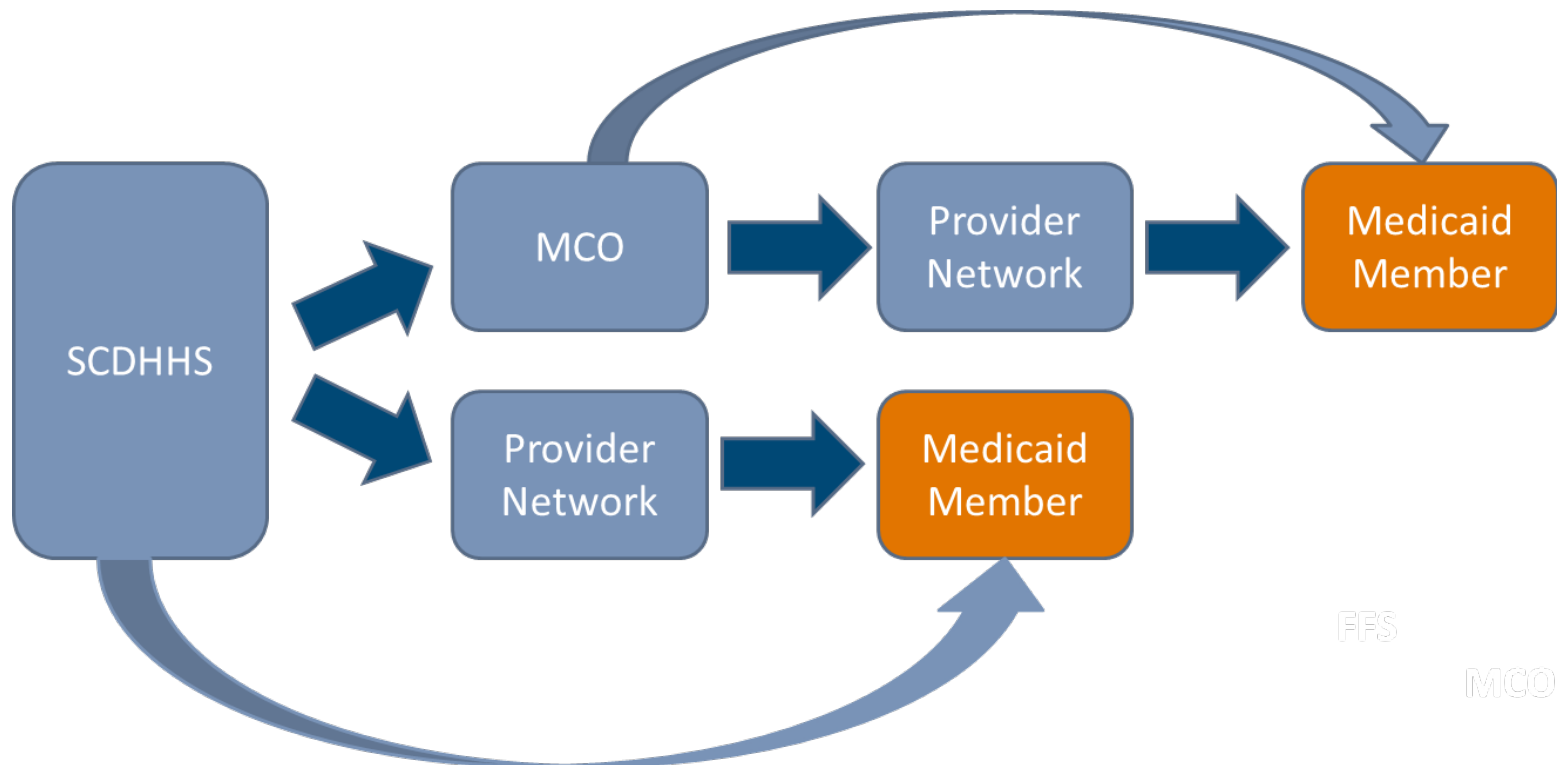 SCDHHS
MCO
Provider
Network
Medicaid
Member
Provider
Network
Medicaid
Member
FFS
MCO